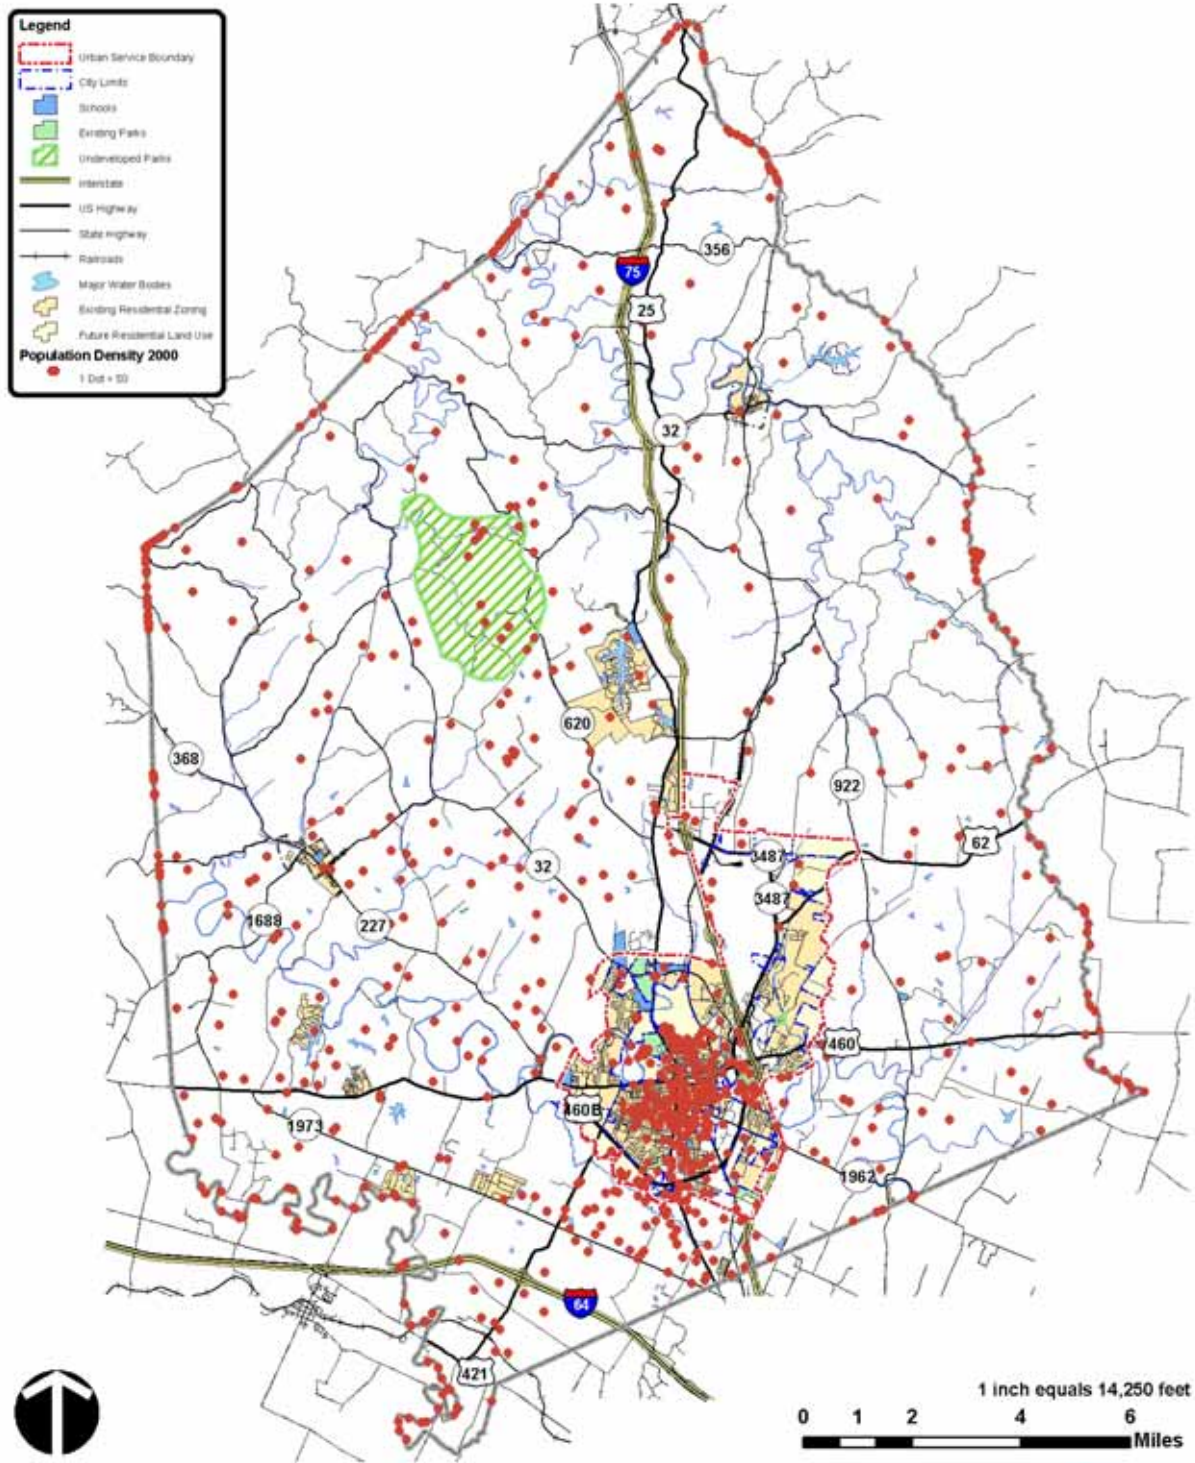 Legend
Urban Service Boundary
City Limits
Schools
Existing Parks
Undeveloped Parks
Interstate
US Highway
State Highway
Railroads
Major Water Bodies
Existing Residential Zoning
Future Residential Land Use
Population Density 2000
1 Dot = 50
75
356
25
32
620
368
922
62
3487
32
3487
1688
227
460
460B
1973
1962
64
421
1 inch equals 14,250 feet
0 1 2 4 6
Miles